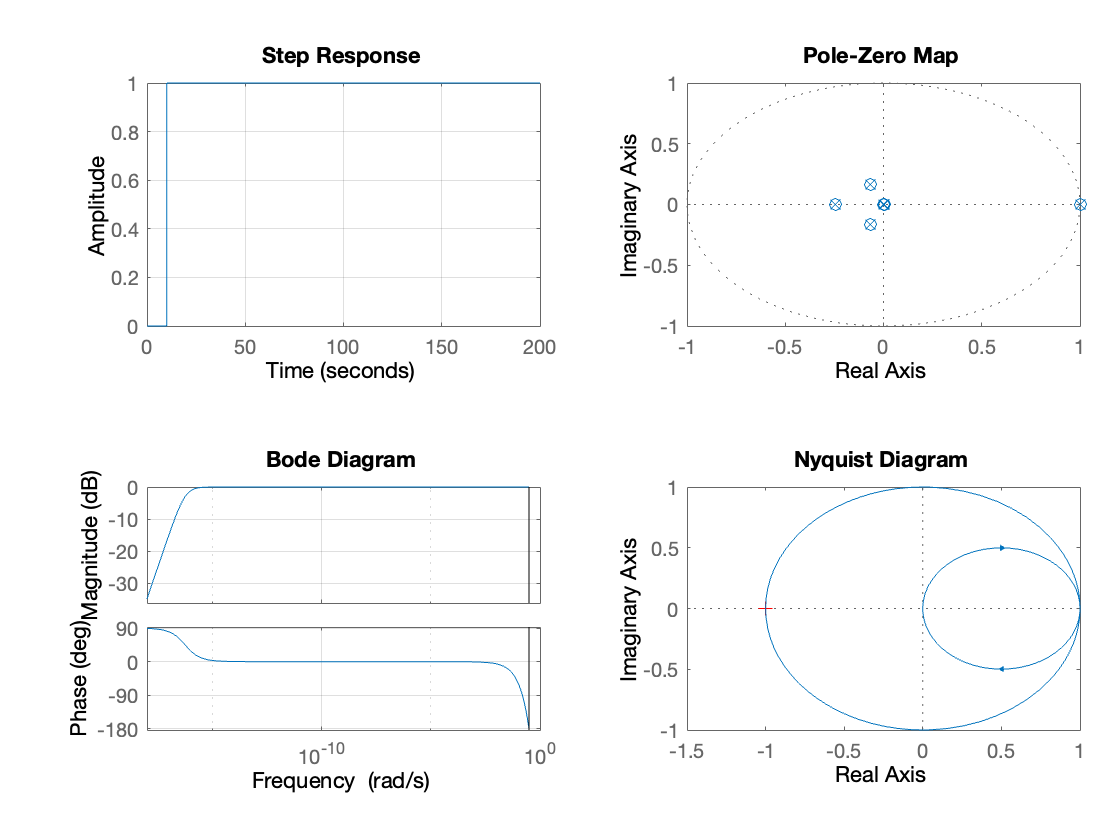 Step Response
Amplitude
1
0.8
0.6
0.4
0.2
0
0 50 100 150 200
Time (seconds)
Pole-Zero Map
Imaginary Axis
1
0.5
0
-0.5
-1
-1 -0.5 0 0.5 1
Real Axis
Bode Diagram
Magnitude (dB)
0
-10
-20
-30
Phase (deg)
90
0
-90
-180
10^-10 10^0
Frequency (rad/s)
Nyquist Diagram
Imaginary Axis
1
0.5
0
-0.5
-1
-1.5 -1 -0.5 0 0.5 1
Real Axis